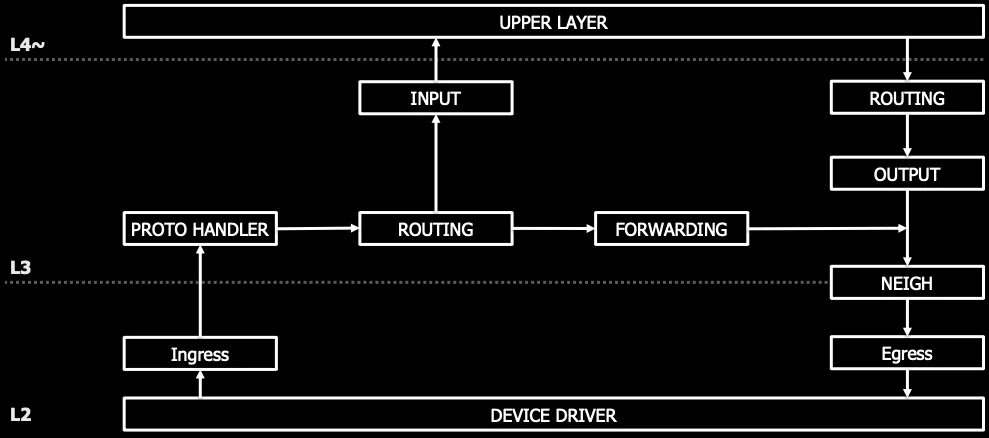 UPPER LAYER
L4~
INPUT
ROUTING
OUTPUT
PROTO HANDLER
ROUTING
FORWARDING
L3
NEIGH
Ingress
Egress
L2
DEVICE DRIVER